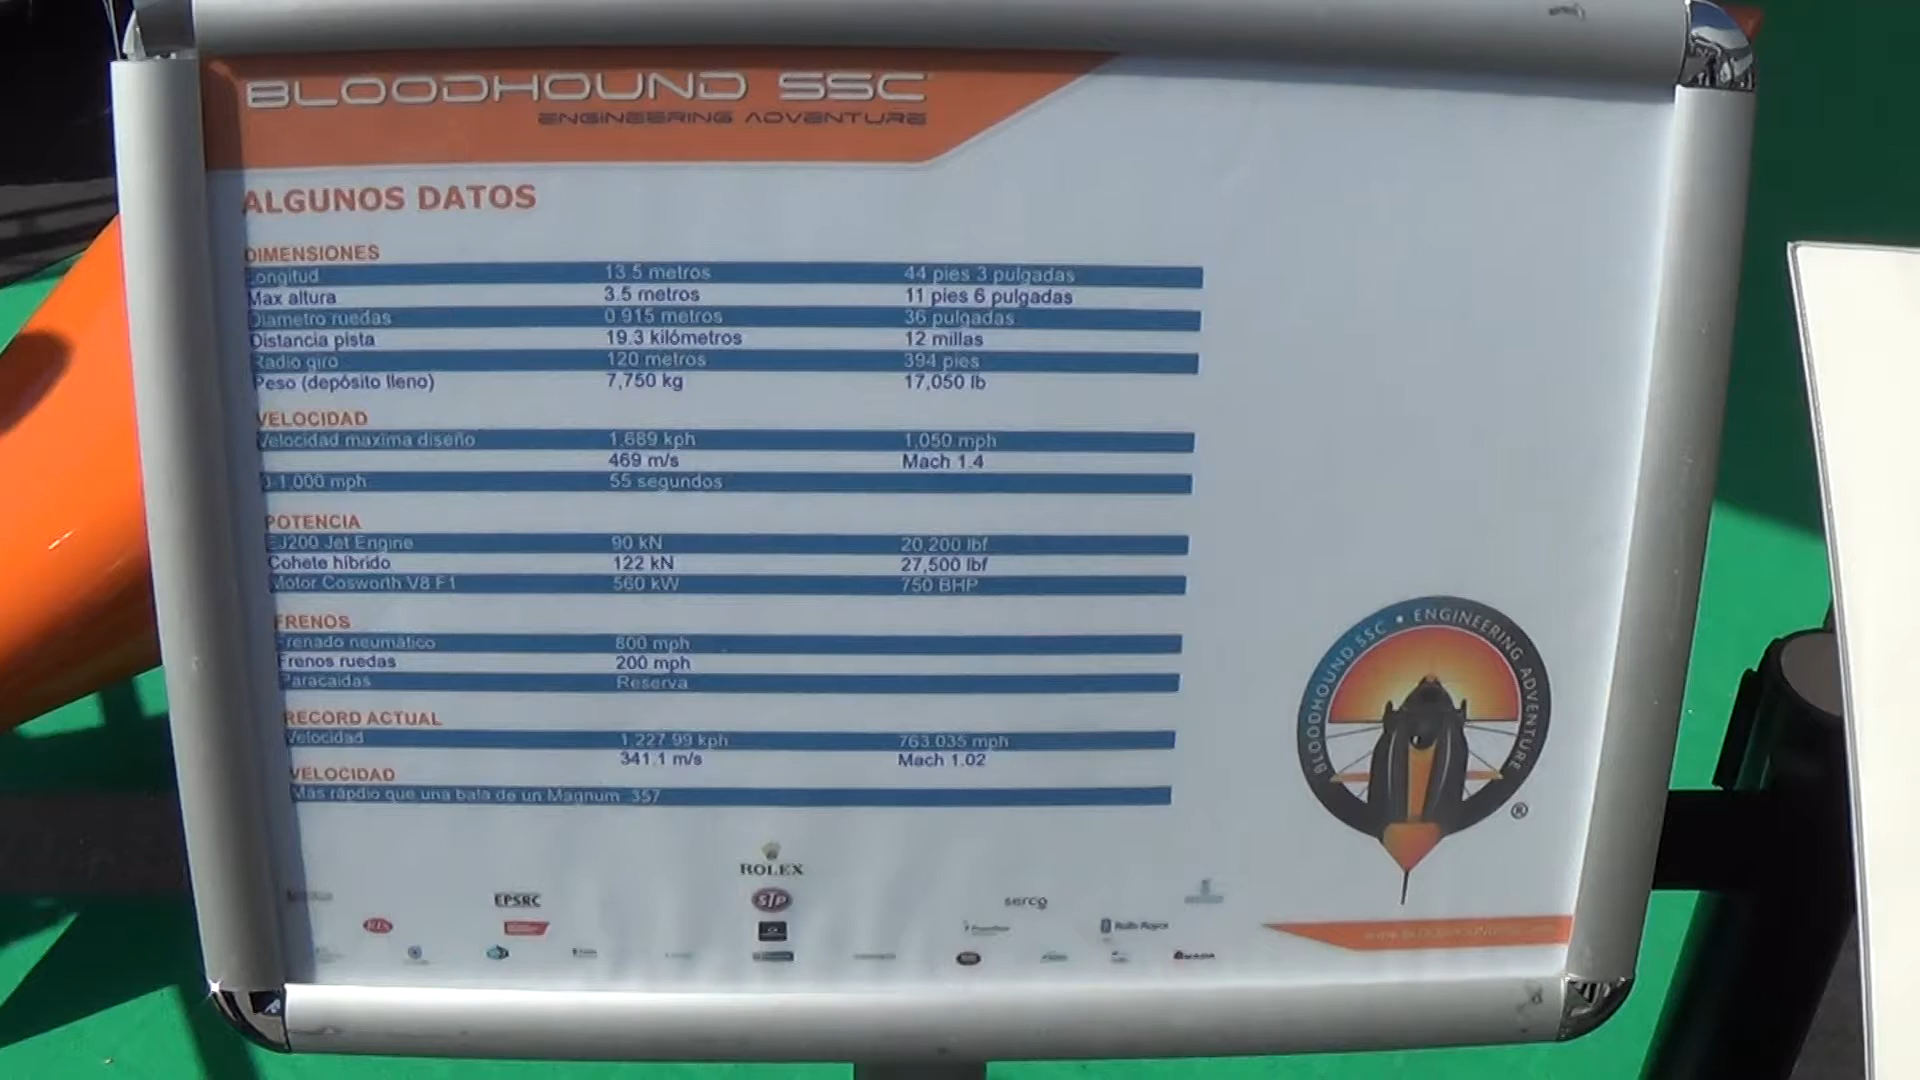 BLOODHOUND SSC
ENGINEERING ADVENTURE
ALGUNOS DATOS
DIMENSIONES
Longitud 13.5 metros 44 pies 3 pulgadas
Max altura 3.5 metros 11 pies 6 pulgadas
Diametro ruedas 0.915 metros 36 pulgadas
Distancia pista 19.3 kilómetros 12 millas
Radio giro 120 metros 394 pies
Peso (depósito lleno) 7,750 kg 17,050 lb
VELOCIDAD
Velocidad maxima diseño 1,689 kph 1,050 mph
469 m/s Mach 1.4
0-1,000 mph 55 segundos
POTENCIA
EJ200 Jet Engine 90 kN 20,200 lbf
Cohete híbrido 122 kN 27,500 lbf
Motor Cosworth V8 F1 560 kW 750 BHP
FRENOS
Frenado neumático 800 mph
Frenos ruedas 200 mph
Paracaidas Reserva
RECORD ACTUAL
Velocidad 1,227.99 kph 763.035 mph
341.1 m/s Mach 1.02
VELOCIDAD
Mas rápdio que una bala de un Magnum 357
BLOODHOUND SSC • ENGINEERING ADVENTURE
®
ROLEX
EPSRC STP serco
Rolls-Royce